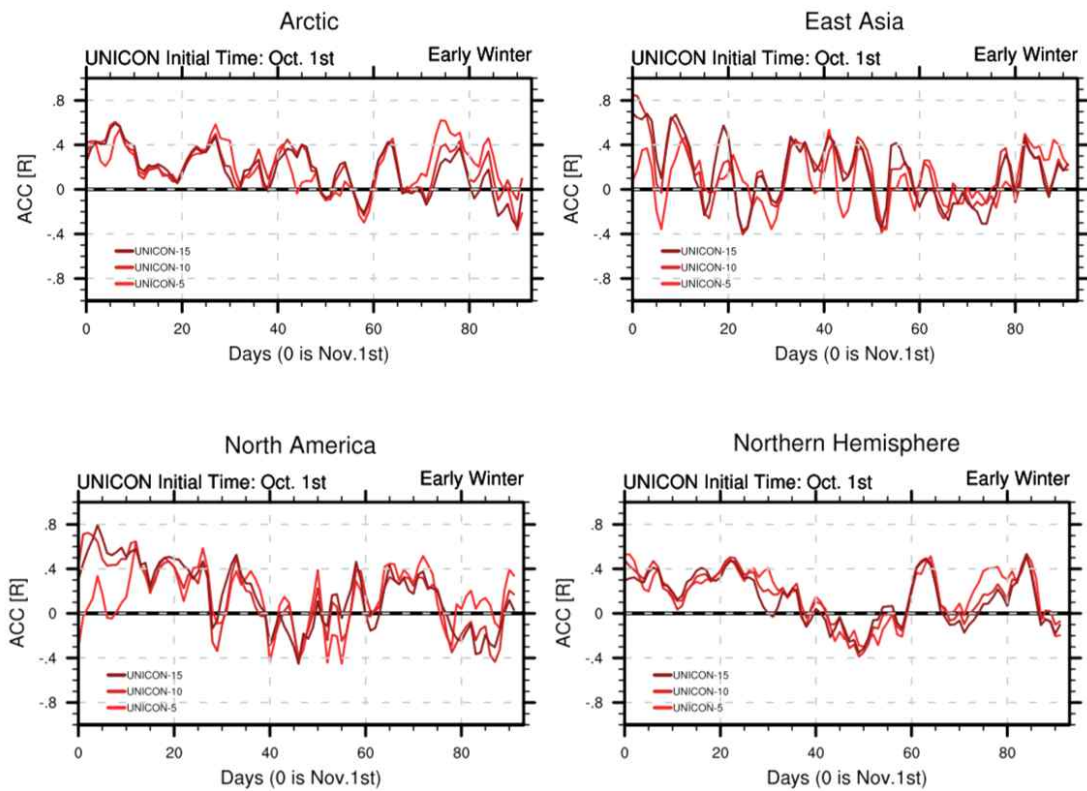 Arctic
UNICON Initial Time: Oct. 1st Early Winter
ACC [R]
.8
.4
0
-.4
-.8
UNICON-15
UNICON-10
UNICON-5
0 20 40 60 80
Days (0 is Nov.1st)
East Asia
UNICON Initial Time: Oct. 1st Early Winter
ACC [R]
.8
.4
0
-.4
-.8
UNICON-15
UNICON-10
UNICON-5
0 20 40 60 80
Days (0 is Nov.1st)
North America
UNICON Initial Time: Oct. 1st Early Winter
ACC [R]
.8
.4
0
-.4
-.8
UNICON-15
UNICON-10
UNICON-5
0 20 40 60 80
Days (0 is Nov.1st)
Northern Hemisphere
UNICON Initial Time: Oct. 1st Early Winter
ACC [R]
.8
.4
0
-.4
-.8
UNICON-15
UNICON-10
UNICON-5
0 20 40 60 80
Days (0 is Nov.1st)